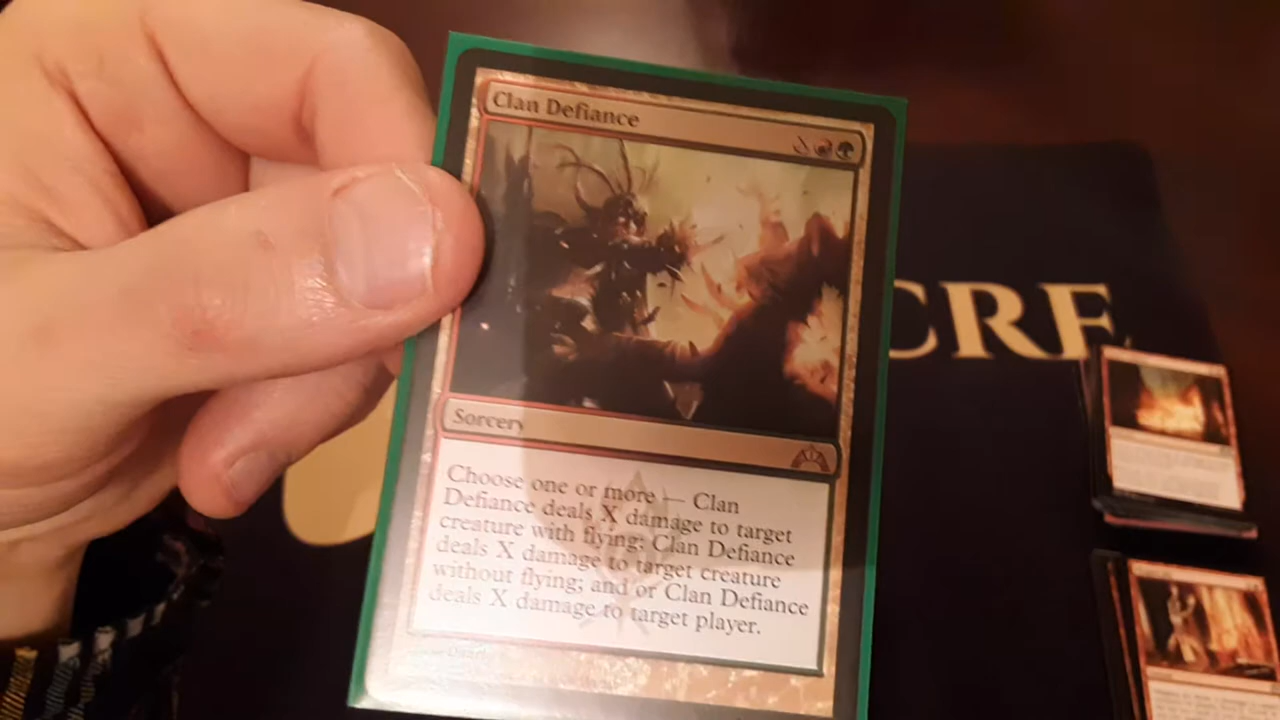 Clan Defiance
X
CRE
Sorcery
Choose one or more — Clan
Defiance deals X damage to target
creature with flying; Clan Defiance
deals X damage to target creature
without flying; and or Clan Defiance
deals X damage to target player.